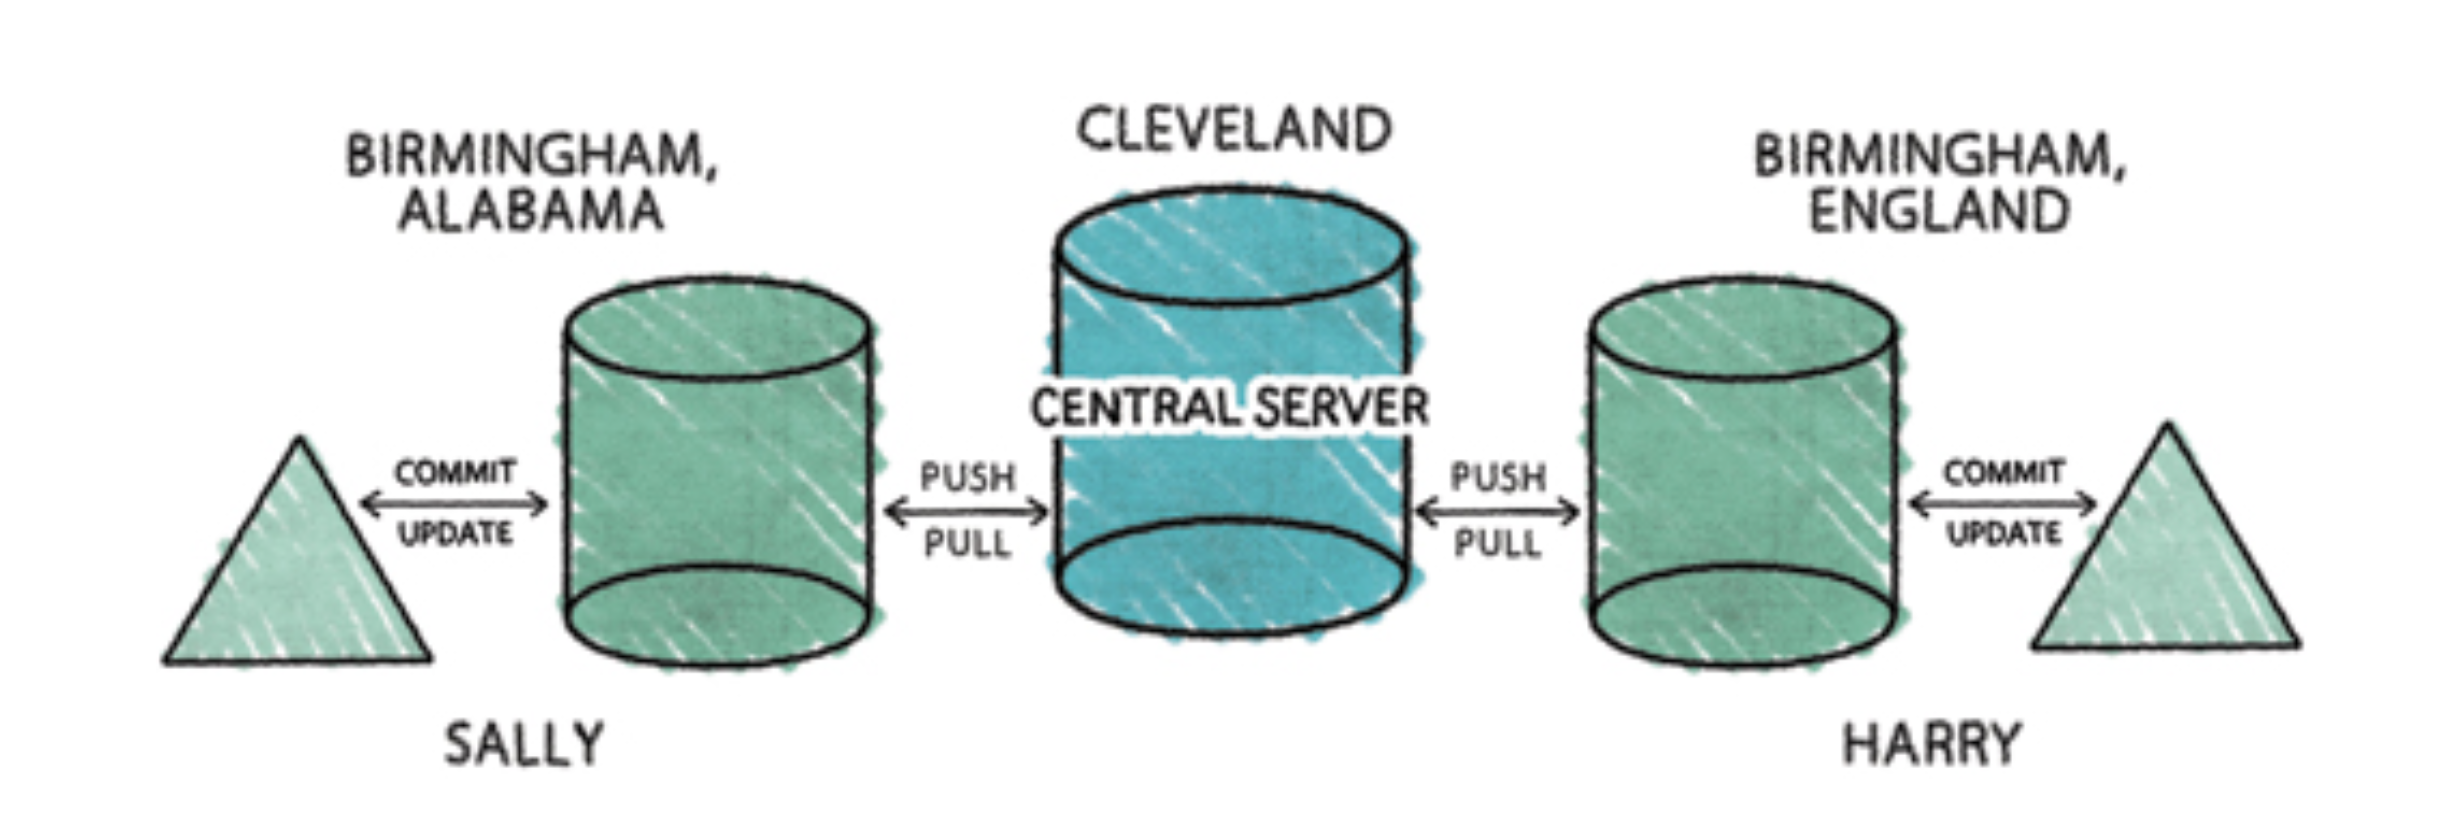 BIRMINGHAM,
ALABAMA
CLEVELAND
BIRMINGHAM,
ENGLAND
CENTRAL SERVER
COMMIT
UPDATE
PUSH
PULL
PUSH
PULL
COMMIT
UPDATE
SALLY
HARRY